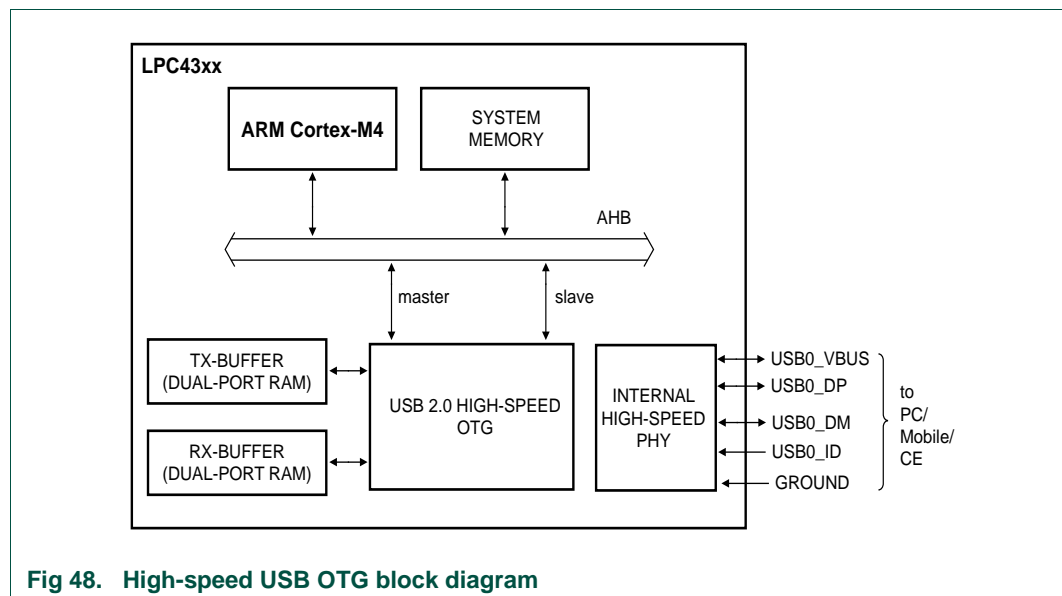 LPC43xx
ARM Cortex-M4
SYSTEM
MEMORY
AHB
master
slave
TX-BUFFER
(DUAL-PORT RAM)
RX-BUFFER
(DUAL-PORT RAM)
USB 2.0 HIGH-SPEED
OTG
INTERNAL
HIGH-SPEED
PHY
USB0_VBUS
USB0_DP
USB0_DM
USB0_ID
GROUND
to
PC/
Mobile/
CE
Fig 48. High-speed USB OTG block diagram